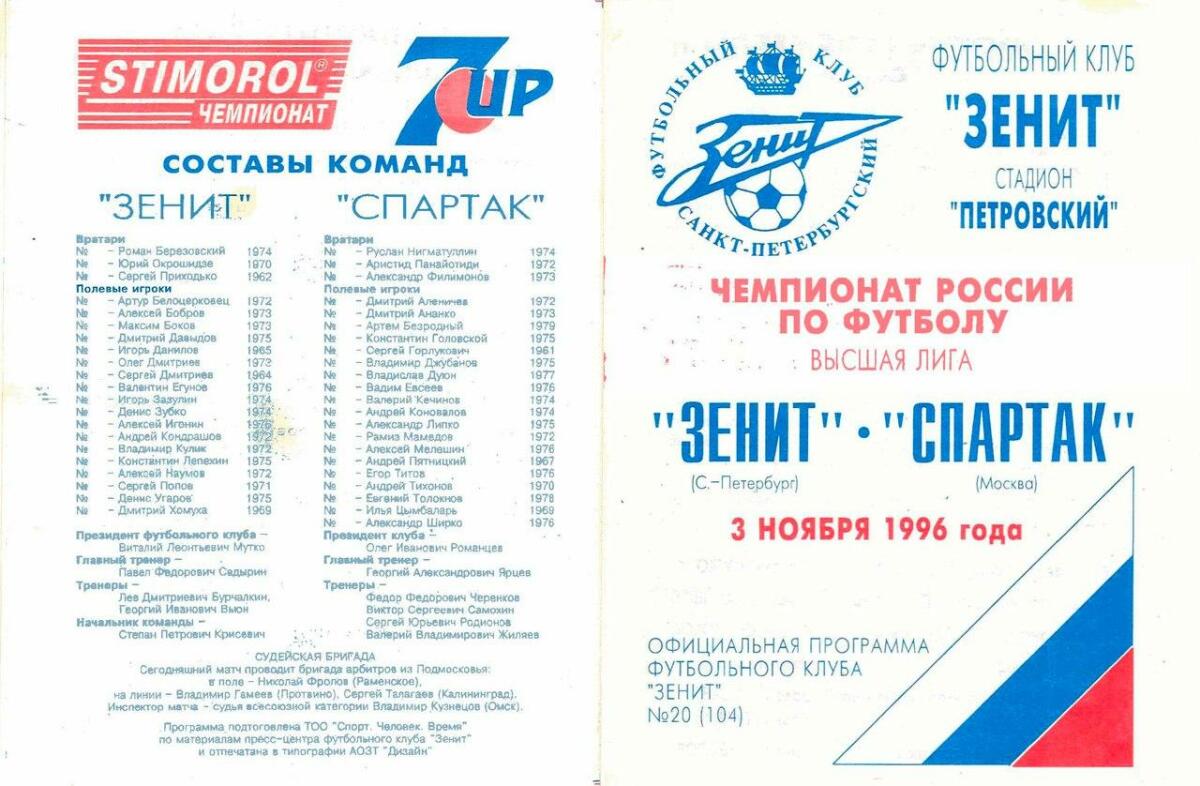 STIMOROL®
ЧЕМПИОНАТ
7 UP
СОСТАВЫ КОМАНД
"ЗЕНИТ"
Вратари
№ – Роман Березовский 1974
№ – Юрий Окрошидзе 1970
№ – Сергей Приходько 1962
Полевые игроки
№ – Артур Белоцерковец 1972
№ – Алексей Бобров 1973
№ – Максим Боков 1973
№ – Дмитрий Давыдов 1975
№ – Игорь Данилов 1965
№ – Олег Дмитриев 1973
№ – Сергей Дмитриев 1964
№ – Валентин Егунов 1976
№ – Игорь Зазулин 1974
№ – Денис Зубко 1974
№ – Алексей Игонин 1976
№ – Андрей Кондрашов 1972
№ – Владимир Кулик 1972
№ – Константин Лепехин 1975
№ – Алексей Наумов 1972
№ – Сергей Попов 1971
№ – Денис Угаров 1975
№ – Дмитрий Хомуха 1969
Президент футбольного клуба –
Виталий Леонтьевич Мутко
Главный тренер –
Павел Федорович Садырин
Тренеры –
Лев Дмитриевич Бурчалкин,
Георгий Иванович Вьюн
Начальник команды –
Степан Петрович Крисевич
"СПАРТАК"
Вратари
№ – Руслан Нигматуллин 1974
№ – Аристид Панайотиди 1972
№ – Александр Филимонов 1973
Полевые игроки
№ – Дмитрий Аленичев 1972
№ – Дмитрий Ананко 1973
№ – Артем Безродный 1979
№ – Константин Головской 1975
№ – Сергей Горлукович 1961
№ – Владимир Джубанов 1975
№ – Владислав Дуюн 1977
№ – Вадим Евсеев 1976
№ – Валерий Кечинов 1974
№ – Андрей Коновалов 1974
№ – Александр Липко 1975
№ – Рамиз Мамедов 1972
№ – Алексей Мелешин 1976
№ – Андрей Пятницкий 1967
№ – Егор Титов 1976
№ – Андрей Тихонов 1970
№ – Евгений Толокнов 1978
№ – Илья Цымбаларь 1969
№ – Александр Ширко 1976
Президент клуба –
Олег Иванович Романцев
Главный тренер –
Георгий Александрович Ярцев
Тренеры –
Федор Федорович Черенков
Виктор Сергеевич Самохин
Сергей Юрьевич Родионов
Валерий Владимирович Жиляев
СУДЕЙСКАЯ БРИГАДА
Сегодняшний матч проводит бригада арбитров из Подмосковья:
в поле – Николай Фролов (Раменское),
на линии – Владимир Гамеев (Протвино), Сергей Талагаев (Калининград).
Инспектор матча – судья всесоюзной категории Владимир Кузнецов (Омск).
Программа подготовлена ТОО "Спорт. Человек. Время"
по материалам пресс-центра футбольного клуба "Зенит"
и отпечатана в типографии АОЗТ "Дизайн"
ФУТБОЛЬНЫЙ КЛУБ
Зенит
САНКТ-ПЕТЕРБУРГСКИЙ
ФУТБОЛЬНЫЙ КЛУБ
"ЗЕНИТ"
СТАДИОН
"ПЕТРОВСКИЙ"
ЧЕМПИОНАТ РОССИИ
ПО ФУТБОЛУ
ВЫСШАЯ ЛИГА
"ЗЕНИТ" · "СПАРТАК"
(С.–Петербург) (Москва)
3 НОЯБРЯ 1996 года
ОФИЦИАЛЬНАЯ ПРОГРАММА
ФУТБОЛЬНОГО КЛУБА
"ЗЕНИТ"
№20 (104)